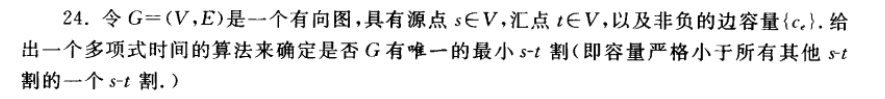 24. 令 G=(V,E)是一个有向图,具有源点 s∈V,汇点 t∈V,以及非负的边容量{cₑ}.给
出一个多项式时间的算法来确定是否 G 有唯一的最小 s-t 割(即容量严格小于所有其他 s-t
割的一个 s-t 割.)